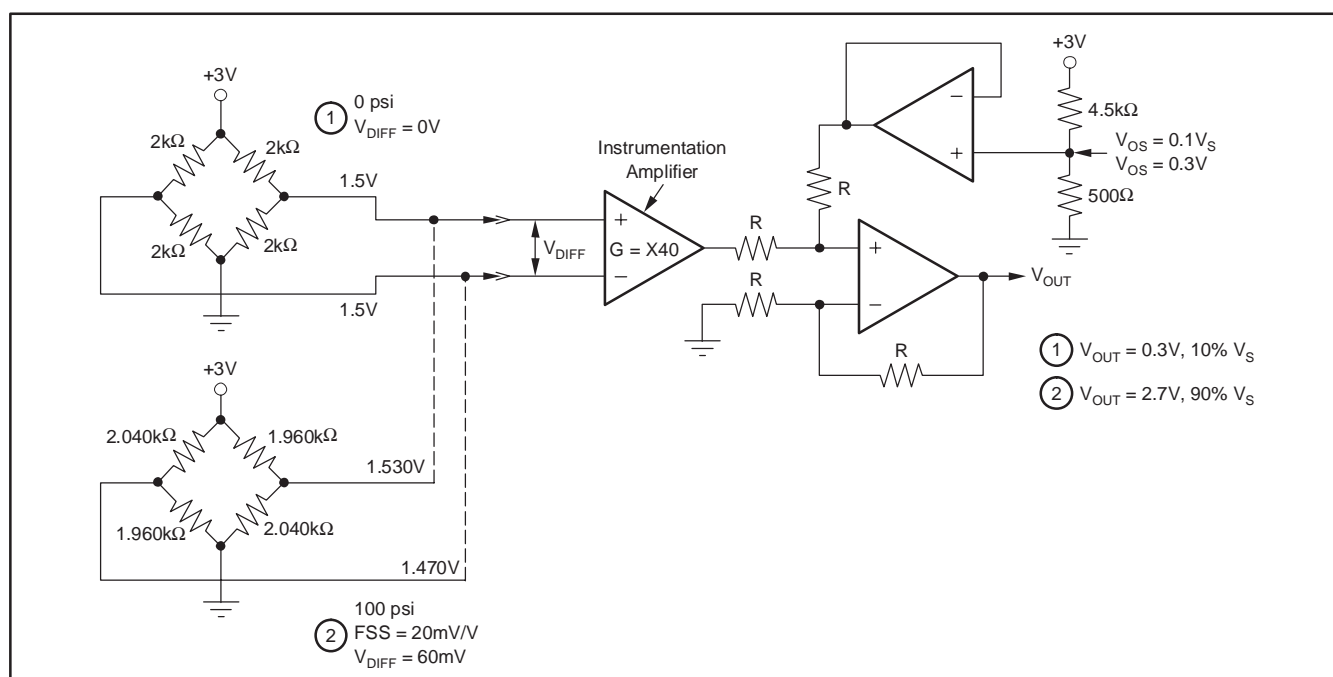 +3V
2kΩ
2kΩ
2kΩ
2kΩ
1 0 psi
V_DIFF = 0V
1.5V
1.5V
Instrumentation
Amplifier
+
G = X40
−
V_DIFF
+3V
4.5kΩ
V_OS = 0.1V_S
V_OS = 0.3V
500Ω
−
+
R
R
R
R
+
−
V_OUT
1 V_OUT = 0.3V, 10% V_S
2 V_OUT = 2.7V, 90% V_S
+3V
2.040kΩ
1.960kΩ
1.960kΩ
2.040kΩ
1.530V
1.470V
100 psi
2 FSS = 20mV/V
V_DIFF = 60mV